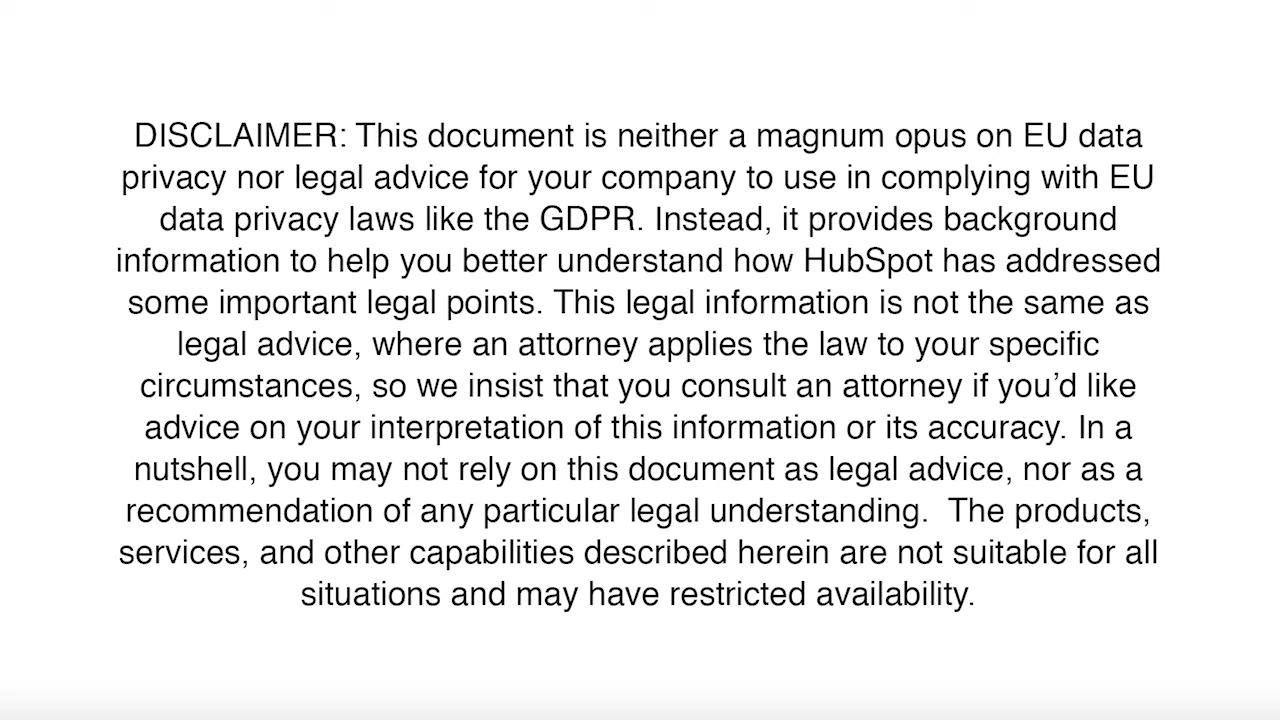 DISCLAIMER: This document is neither a magnum opus on EU data
privacy nor legal advice for your company to use in complying with EU
data privacy laws like the GDPR. Instead, it provides background
information to help you better understand how HubSpot has addressed
some important legal points. This legal information is not the same as
legal advice, where an attorney applies the law to your specific
circumstances, so we insist that you consult an attorney if you’d like
advice on your interpretation of this information or its accuracy. In a
nutshell, you may not rely on this document as legal advice, nor as a
recommendation of any particular legal understanding.  The products,
services, and other capabilities described herein are not suitable for all
situations and may have restricted availability.